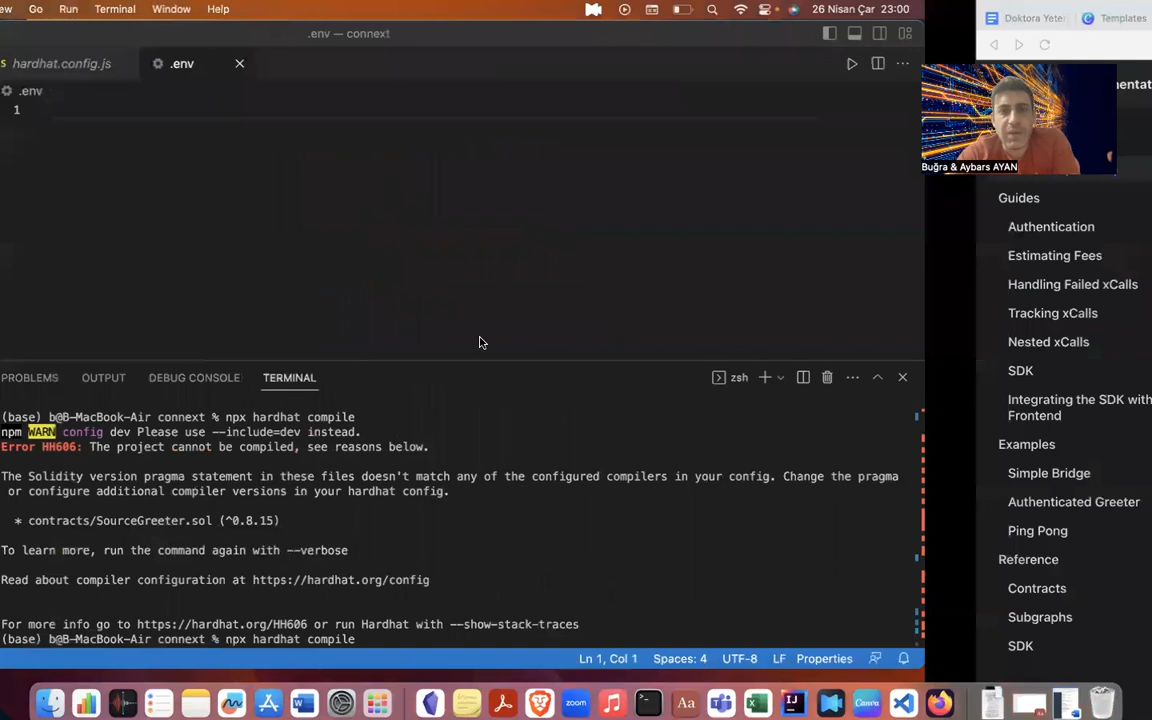 ew Go Run Terminal Window Help 26 Nisan Çar 23:00
.env — connext
hardhat.config.js .env
.env
1
PROBLEMS OUTPUT DEBUG CONSOLE TERMINAL zsh
(base) b@B-MacBook-Air connext % npx hardhat compile
npm WARN config dev Please use --include=dev instead.
Error HH606: The project cannot be compiled, see reasons below.
The Solidity version pragma statement in these files doesn't match any of the configured compilers in your config. Change the pragma
or configure additional compiler versions in your hardhat config.
* contracts/SourceGreeter.sol (^0.8.15)
To learn more, run the command again with --verbose
Read about compiler configuration at https://hardhat.org/config
For more info go to https://hardhat.org/HH606 or run Hardhat with --show-stack-traces
(base) b@B-MacBook-Air connext % npx hardhat compile
Ln 1, Col 1 Spaces: 4 UTF-8 LF Properties
Doktora Yete Templates
entat
Buğra & Aybars AYAN
Guides
Authentication
Estimating Fees
Handling Failed xCalls
Tracking xCalls
Nested xCalls
SDK
Integrating the SDK with
Frontend
Examples
Simple Bridge
Authenticated Greeter
Ping Pong
Reference
Contracts
Subgraphs
SDK
zoom
Aa
Canva